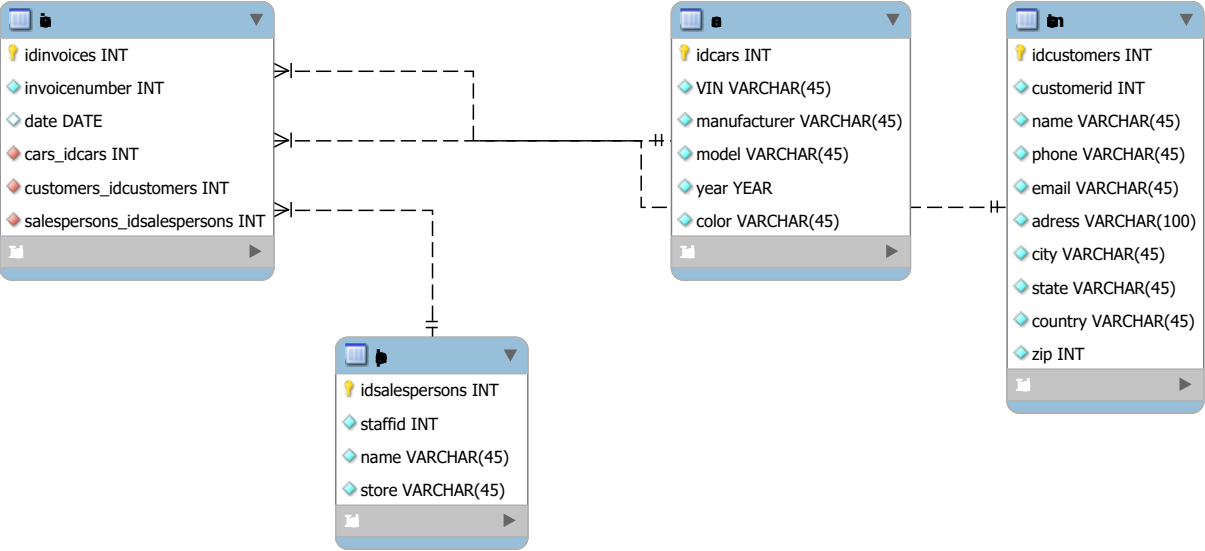 idinvoices INT
invoicenumber INT
date DATE
cars_idcars INT
customers_idcustomers INT
salespersons_idsalespersons INT
idcars INT
VIN VARCHAR(45)
manufacturer VARCHAR(45)
model VARCHAR(45)
year YEAR
color VARCHAR(45)
idcustomers INT
customerid INT
name VARCHAR(45)
phone VARCHAR(45)
email VARCHAR(45)
adress VARCHAR(100)
city VARCHAR(45)
state VARCHAR(45)
country VARCHAR(45)
zip INT
idsalespersons INT
staffid INT
name VARCHAR(45)
store VARCHAR(45)